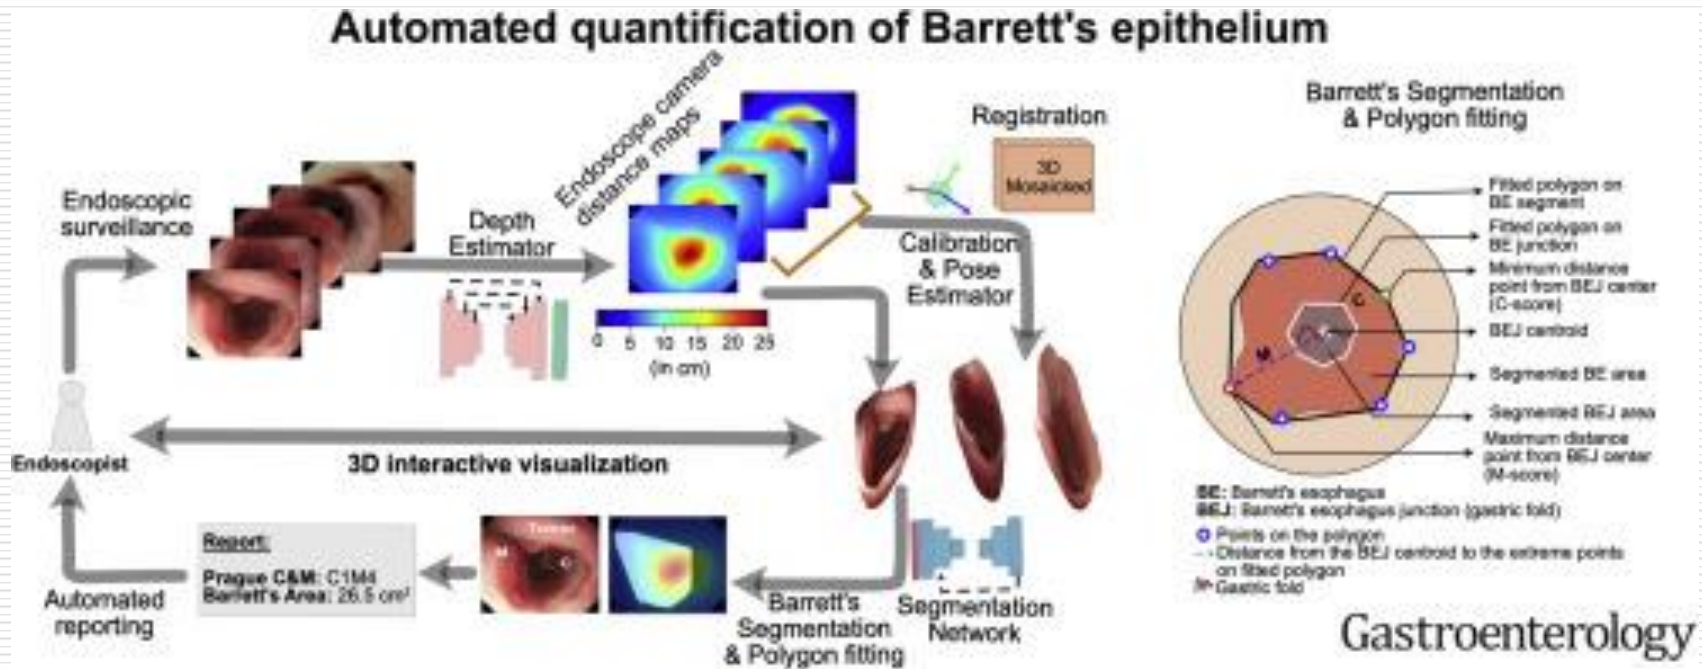 Automated quantification of Barrett's epithelium
Endoscopic
surveillance
Depth
Estimator
Endoscope camera
distance maps
0 5 10 15 20 25
(in cm)
Registration
3D
Mosaicked
Calibration
& Pose
Estimator
Endoscopist
3D interactive visualization
Report:
Prague C&M: C1M4
Barrett's Area: 26.5 cm²
Automated
reporting
M
C
Barrett's
Segmentation
& Polygon fitting
Segmentation
Network
Barrett's Segmentation
& Polygon fitting
Fitted polygon on
BE segment
Fitted polygon on
BE junction
Minimum distance
point from BEJ center
(C-score)
BEJ centroid
Segmented BE area
Segmented BEJ area
Maximum distance
point from BEJ center
(M-score)
C
M
BE: Barrett's esophagus
BEJ: Barrett's esophagus junction (gastric fold)
Points on the polygon
Distance from the BEJ centroid to the extreme points
on fitted polygon
Gastric fold
Gastroenterology